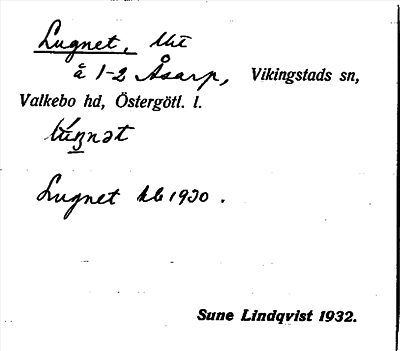 Lugnet, lht
å 1-2 Åsarp, Vikingstads sn,
Valkebo hd, Östergötl. l.
Lugnet kb 1930.
Sune Lindqvist 1932.